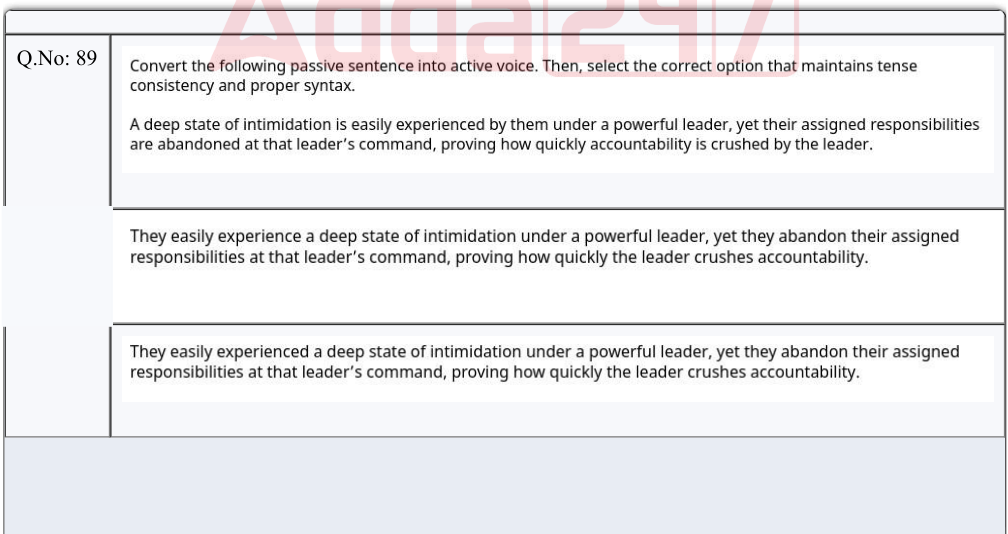 Adda247
Q.No: 89
Convert the following passive sentence into active voice. Then, select the correct option that maintains tense
consistency and proper syntax.
A deep state of intimidation is easily experienced by them under a powerful leader, yet their assigned responsibilities
are abandoned at that leader’s command, proving how quickly accountability is crushed by the leader.
They easily experience a deep state of intimidation under a powerful leader, yet they abandon their assigned
responsibilities at that leader’s command, proving how quickly the leader crushes accountability.
They easily experienced a deep state of intimidation under a powerful leader, yet they abandon their assigned
responsibilities at that leader’s command, proving how quickly the leader crushes accountability.